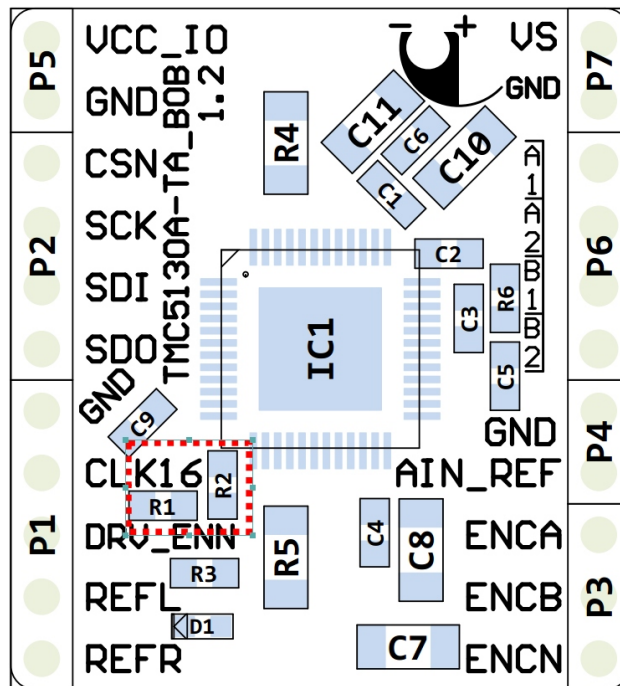 P5
VCC_IO
GND
CSN
SCK
SDI
SDO
GND
CLK16
DRV_ENN
REFL
REFR
P2
P1
TMC5130A-TA_BOB
1.2
R4
C11
C6
C10
C1
- +
VS
GND
P7
A1
A2
B1
B2
P6
C2
C3
R6
C5
IC1
C9
R1
R2
R3
D1
R5
C4
C8
C7
GND
AIN_REF
ENCA
ENCB
ENCN
P4
P3